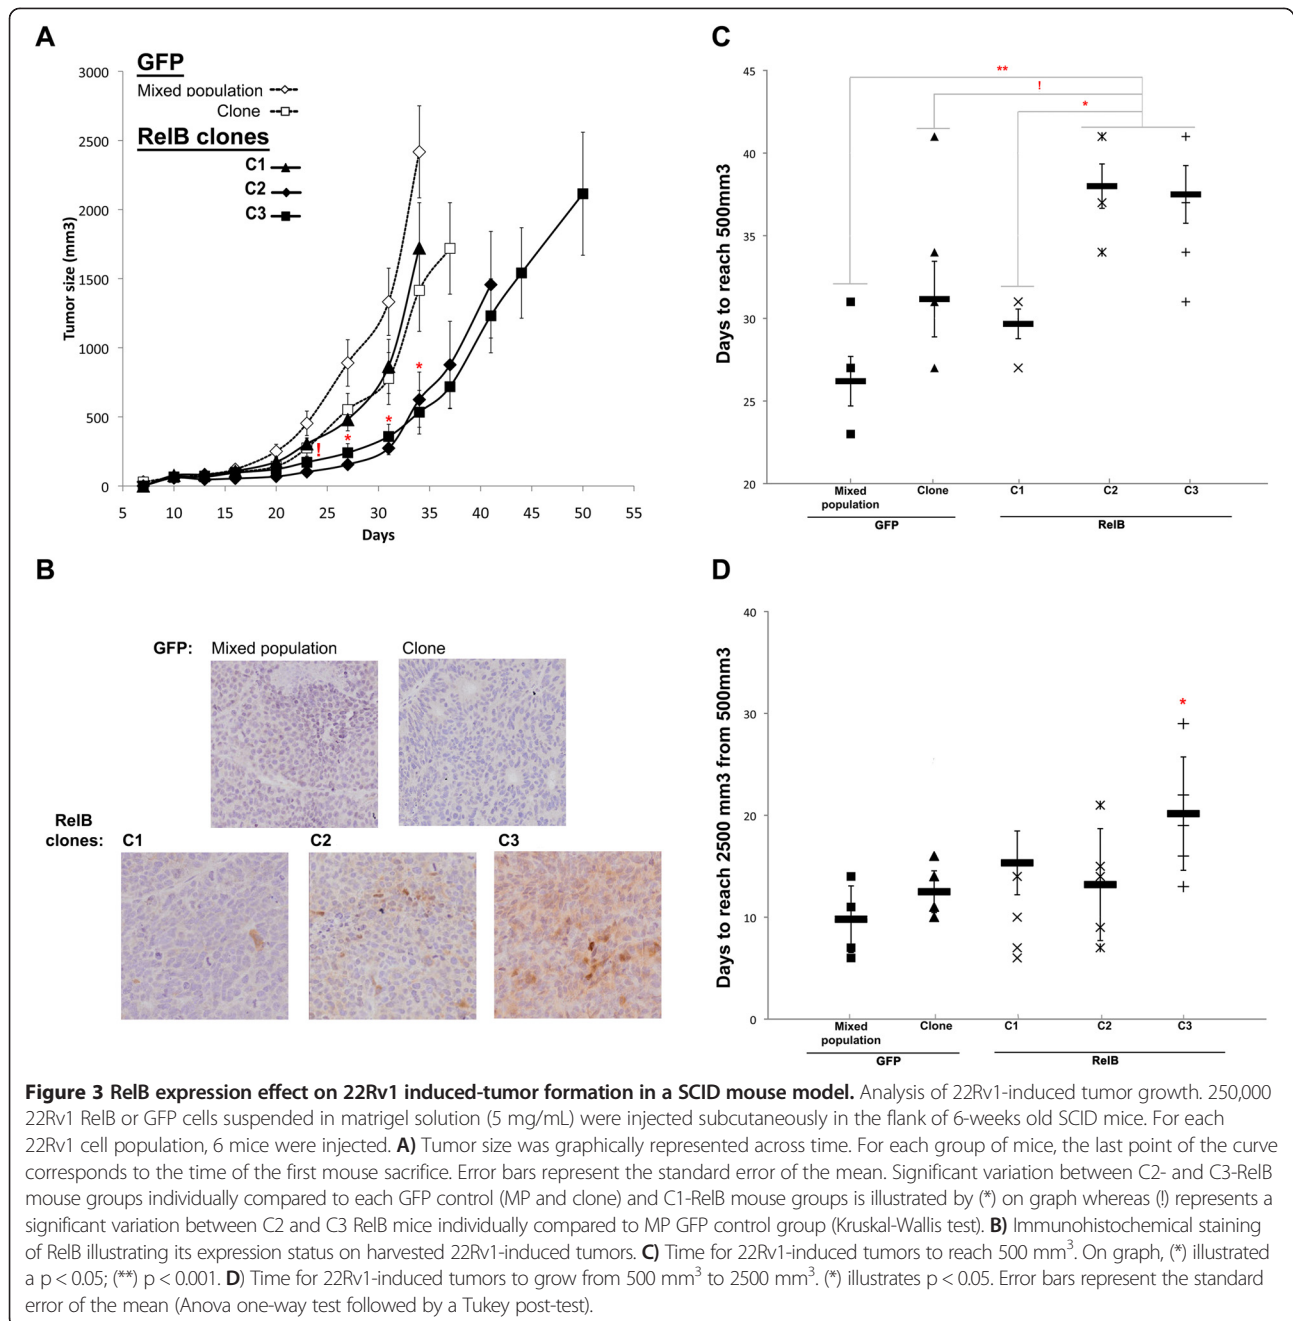 A
GFP
Mixed population
Clone
RelB clones
C1
C2
C3
Tumor size (mm3)
3000
2500
2000
1500
1000
500
0
!
*
*
*
5 10 15 20 25 30 35 40 45 50 55
Days
C
Days to reach 500mm3
45
40
35
30
25
20
**
!
*
Mixed population
Clone
C1
C2
C3
GFP
RelB
B
GFP: Mixed population Clone
RelB
clones: C1 C2 C3
D
Days to reach 2500 mm3 from 500mm3
40
30
20
10
0
*
Mixed population
Clone
C1
C2
C3
GFP
RelB
Figure 3 RelB expression effect on 22Rv1 induced-tumor formation in a SCID mouse model. Analysis of 22Rv1-induced tumor growth. 250,000
22Rv1 RelB or GFP cells suspended in matrigel solution (5 mg/mL) were injected subcutaneously in the flank of 6-weeks old SCID mice. For each
22Rv1 cell population, 6 mice were injected. A) Tumor size was graphically represented across time. For each group of mice, the last point of the curve
corresponds to the time of the first mouse sacrifice. Error bars represent the standard error of the mean. Significant variation between C2- and C3-RelB
mouse groups individually compared to each GFP control (MP and clone) and C1-RelB mouse groups is illustrated by (*) on graph whereas (!) represents a
significant variation between C2 and C3 RelB mice individually compared to MP GFP control group (Kruskal-Wallis test). B) Immunohistochemical staining
of RelB illustrating its expression status on harvested 22Rv1-induced tumors. C) Time for 22Rv1-induced tumors to reach 500 mm³. On graph, (*) illustrated
a p < 0.05; (**) p < 0.001. D) Time for 22Rv1-induced tumors to grow from 500 mm³ to 2500 mm³. (*) illustrates p < 0.05. Error bars represent the standard
error of the mean (Anova one-way test followed by a Tukey post-test).